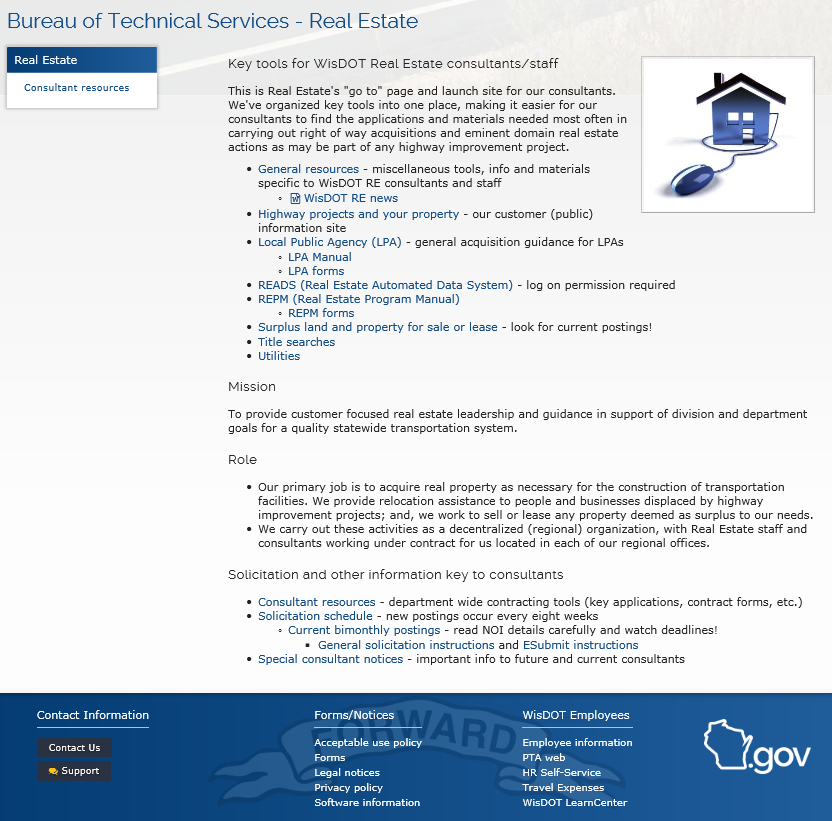 Bureau of Technical Services - Real Estate
Real Estate
Consultant resources
Key tools for WisDOT Real Estate consultants/staff
This is Real Estate's "go to" page and launch site for our consultants.
We've organized key tools into one place, making it easier for our
consultants to find the applications and materials needed most often in
carrying out right of way acquisitions and eminent domain real estate
actions as may be part of any highway improvement project.
• General resources - miscellaneous tools, info and materials
specific to WisDOT RE consultants and staff
◦ WisDOT RE news
• Highway projects and your property - our customer (public)
information site
• Local Public Agency (LPA) - general acquisition guidance for LPAs
◦ LPA Manual
◦ LPA forms
• READS (Real Estate Automated Data System) - log on permission required
• REPM (Real Estate Program Manual)
◦ REPM forms
• Surplus land and property for sale or lease - look for current postings!
• Title searches
• Utilities
Mission
To provide customer focused real estate leadership and guidance in support of division and department
goals for a quality statewide transportation system.
Role
• Our primary job is to acquire real property as necessary for the construction of transportation
facilities. We provide relocation assistance to people and businesses displaced by highway
improvement projects; and, we work to sell or lease any property deemed as surplus to our needs.
• We carry out these activities as a decentralized (regional) organization, with Real Estate staff and
consultants working under contract for us located in each of our regional offices.
Solicitation and other information key to consultants
• Consultant resources - department wide contracting tools (key applications, contract forms, etc.)
• Solicitation schedule - new postings occur every eight weeks
◦ Current bimonthly postings - read NOI details carefully and watch deadlines!
▪ General solicitation instructions and ESubmit instructions
• Special consultant notices - important info to future and current consultants
Contact Information
Contact Us
Support
FORWARD
Forms/Notices
Acceptable use policy
Forms
Legal notices
Privacy policy
Software information
WisDOT Employees
Employee information
PTA web
HR Self-Service
Travel Expenses
WisDOT LearnCenter
.gov